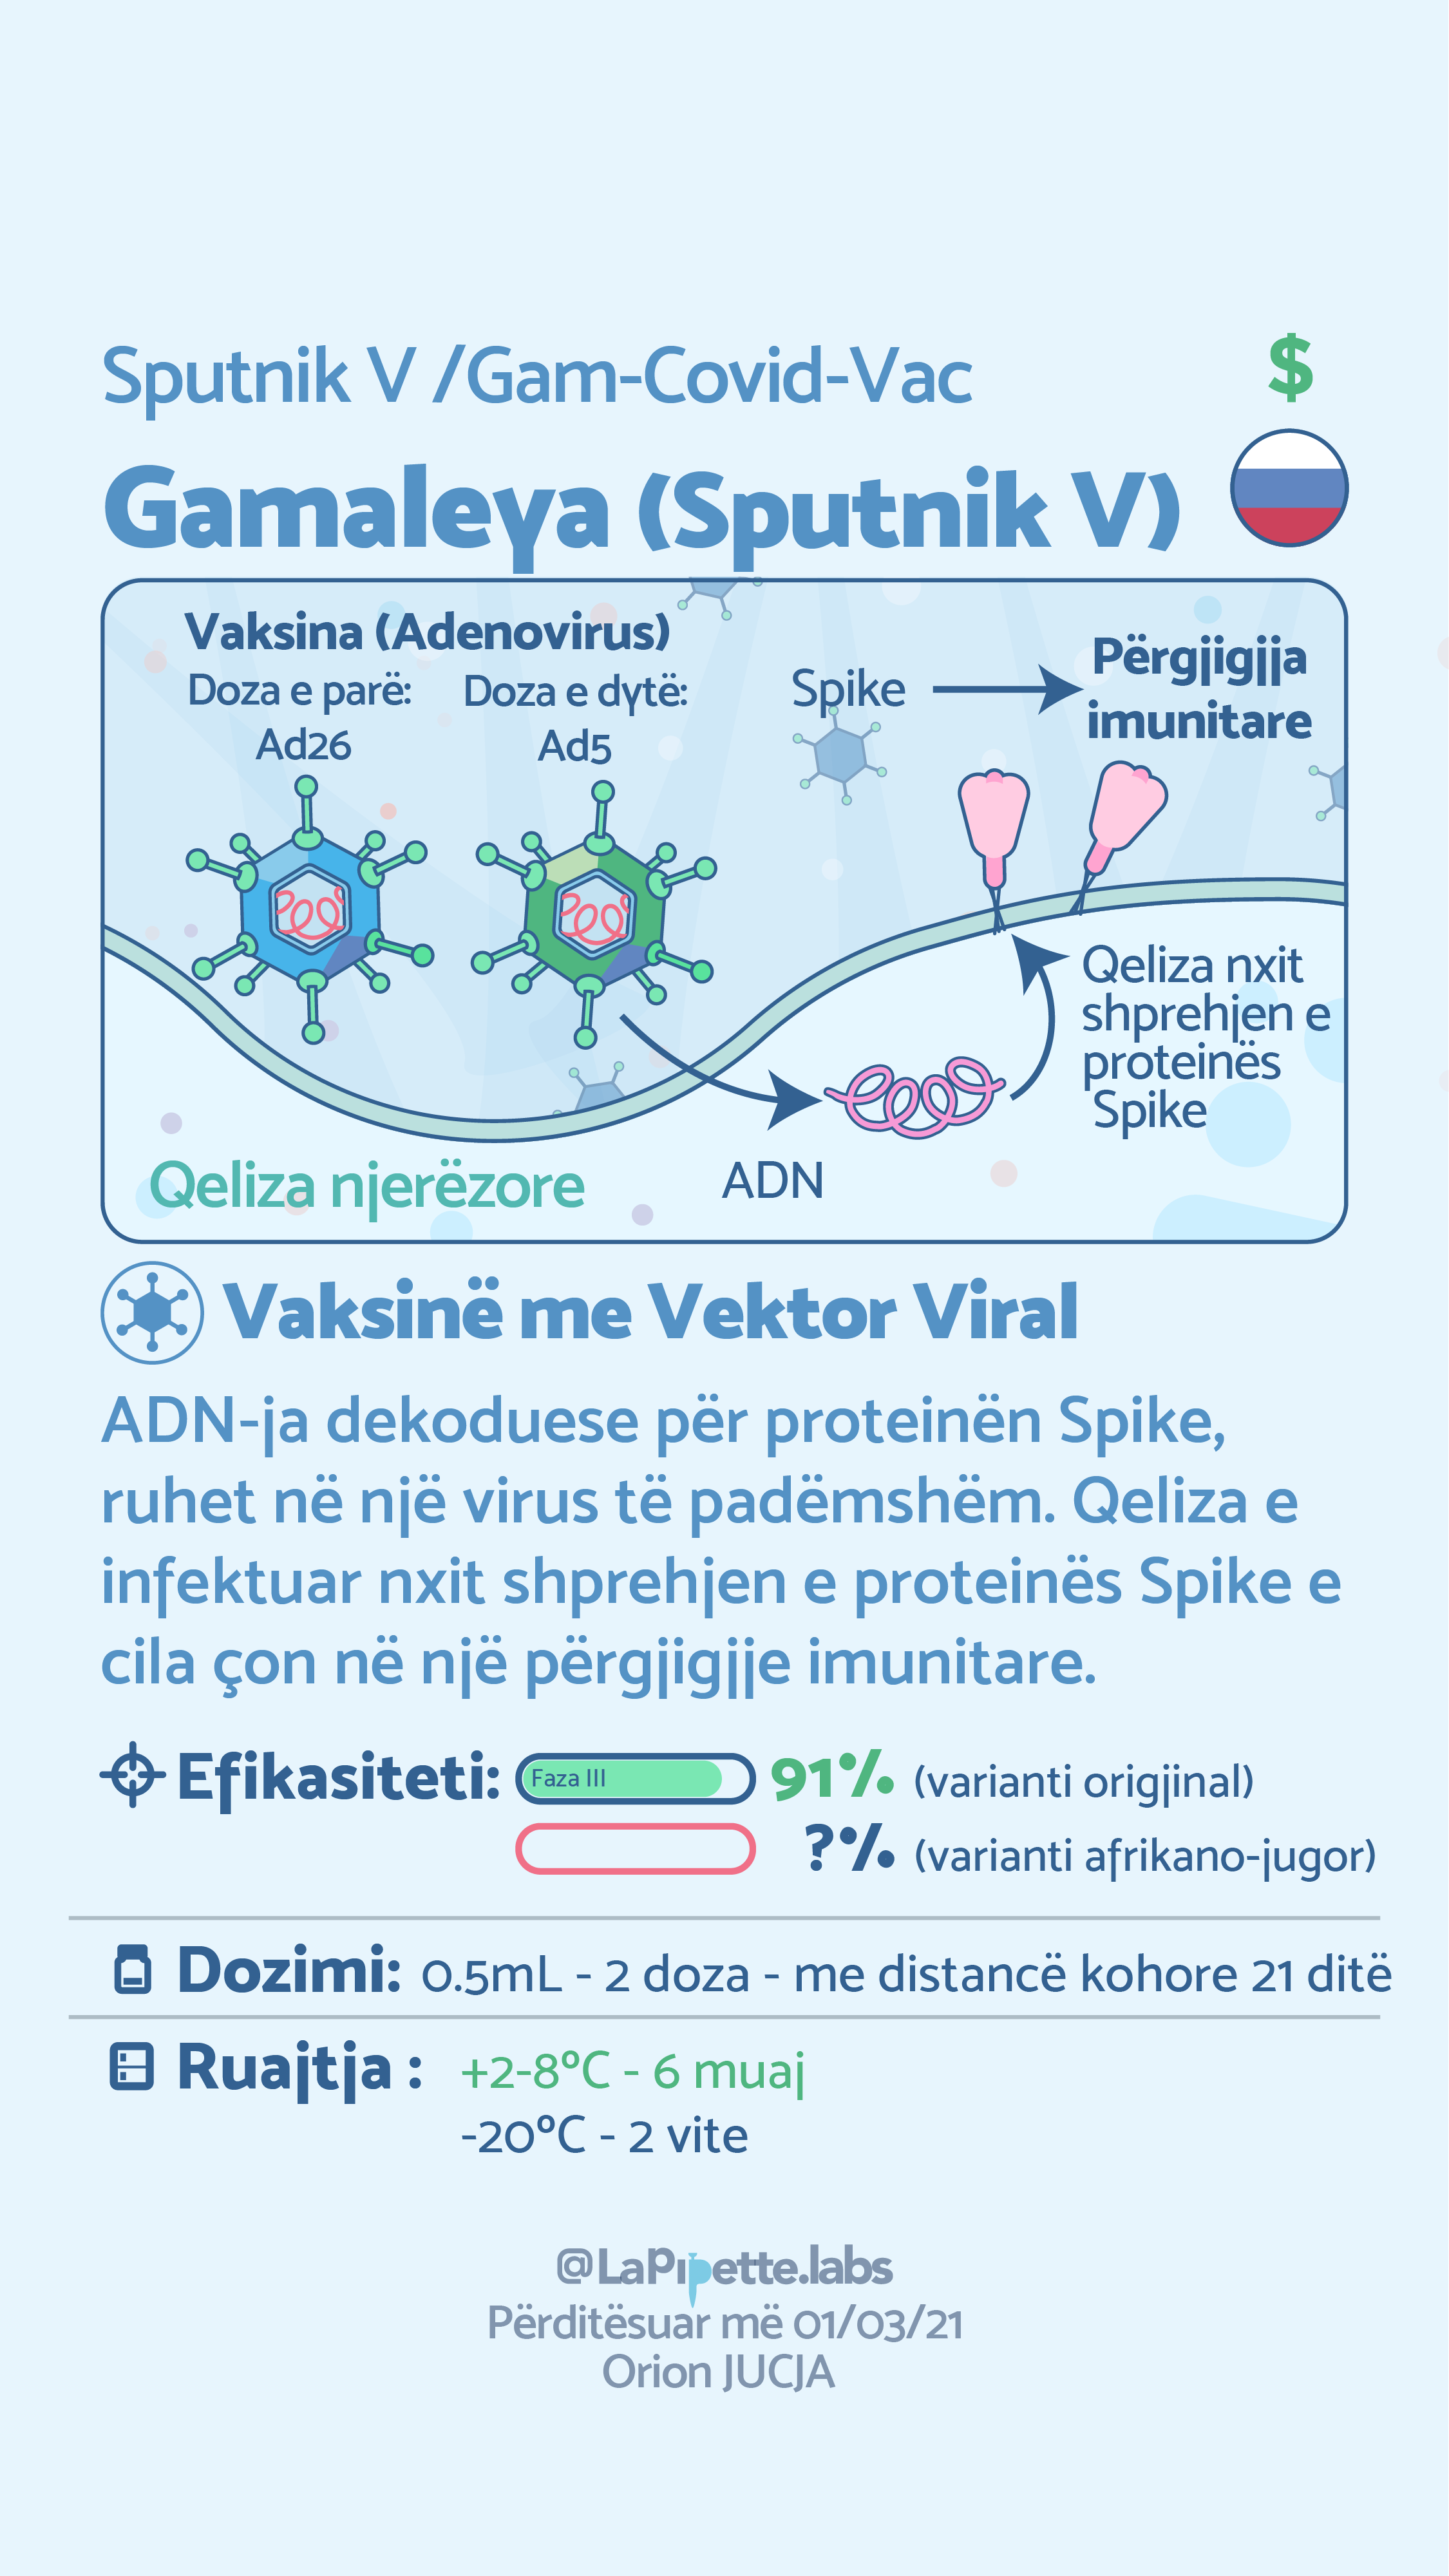 Sputnik V /Gam-Covid-Vac
$
Gamaleya (Sputnik V)
Vaksina (Adenovirus)
Doza e parë:
Ad26
Doza e dytë:
Ad5
Spike
Përgjigjja
imunitare
Qeliza nxit
shprehjen e
proteinës
Spike
ADN
Qeliza njerëzore
Vaksinë me Vektor Viral
ADN-ja dekoduese për proteinën Spike,
ruhet në një virus të padëmshëm. Qeliza e
infektuar nxit shprehjen e proteinës Spike e
cila çon në një përgjigjje imunitare.
Efikasiteti: Faza III 91% (varianti origjinal)
?% (varianti afrikano-jugor)
Dozimi: 0.5mL - 2 doza - me distancë kohore 21 ditë
Ruajtja : +2-8°C - 6 muaj
-20°C - 2 vite
@LaPipette.labs
Përditësuar më 01/03/21
Orion JUCJA